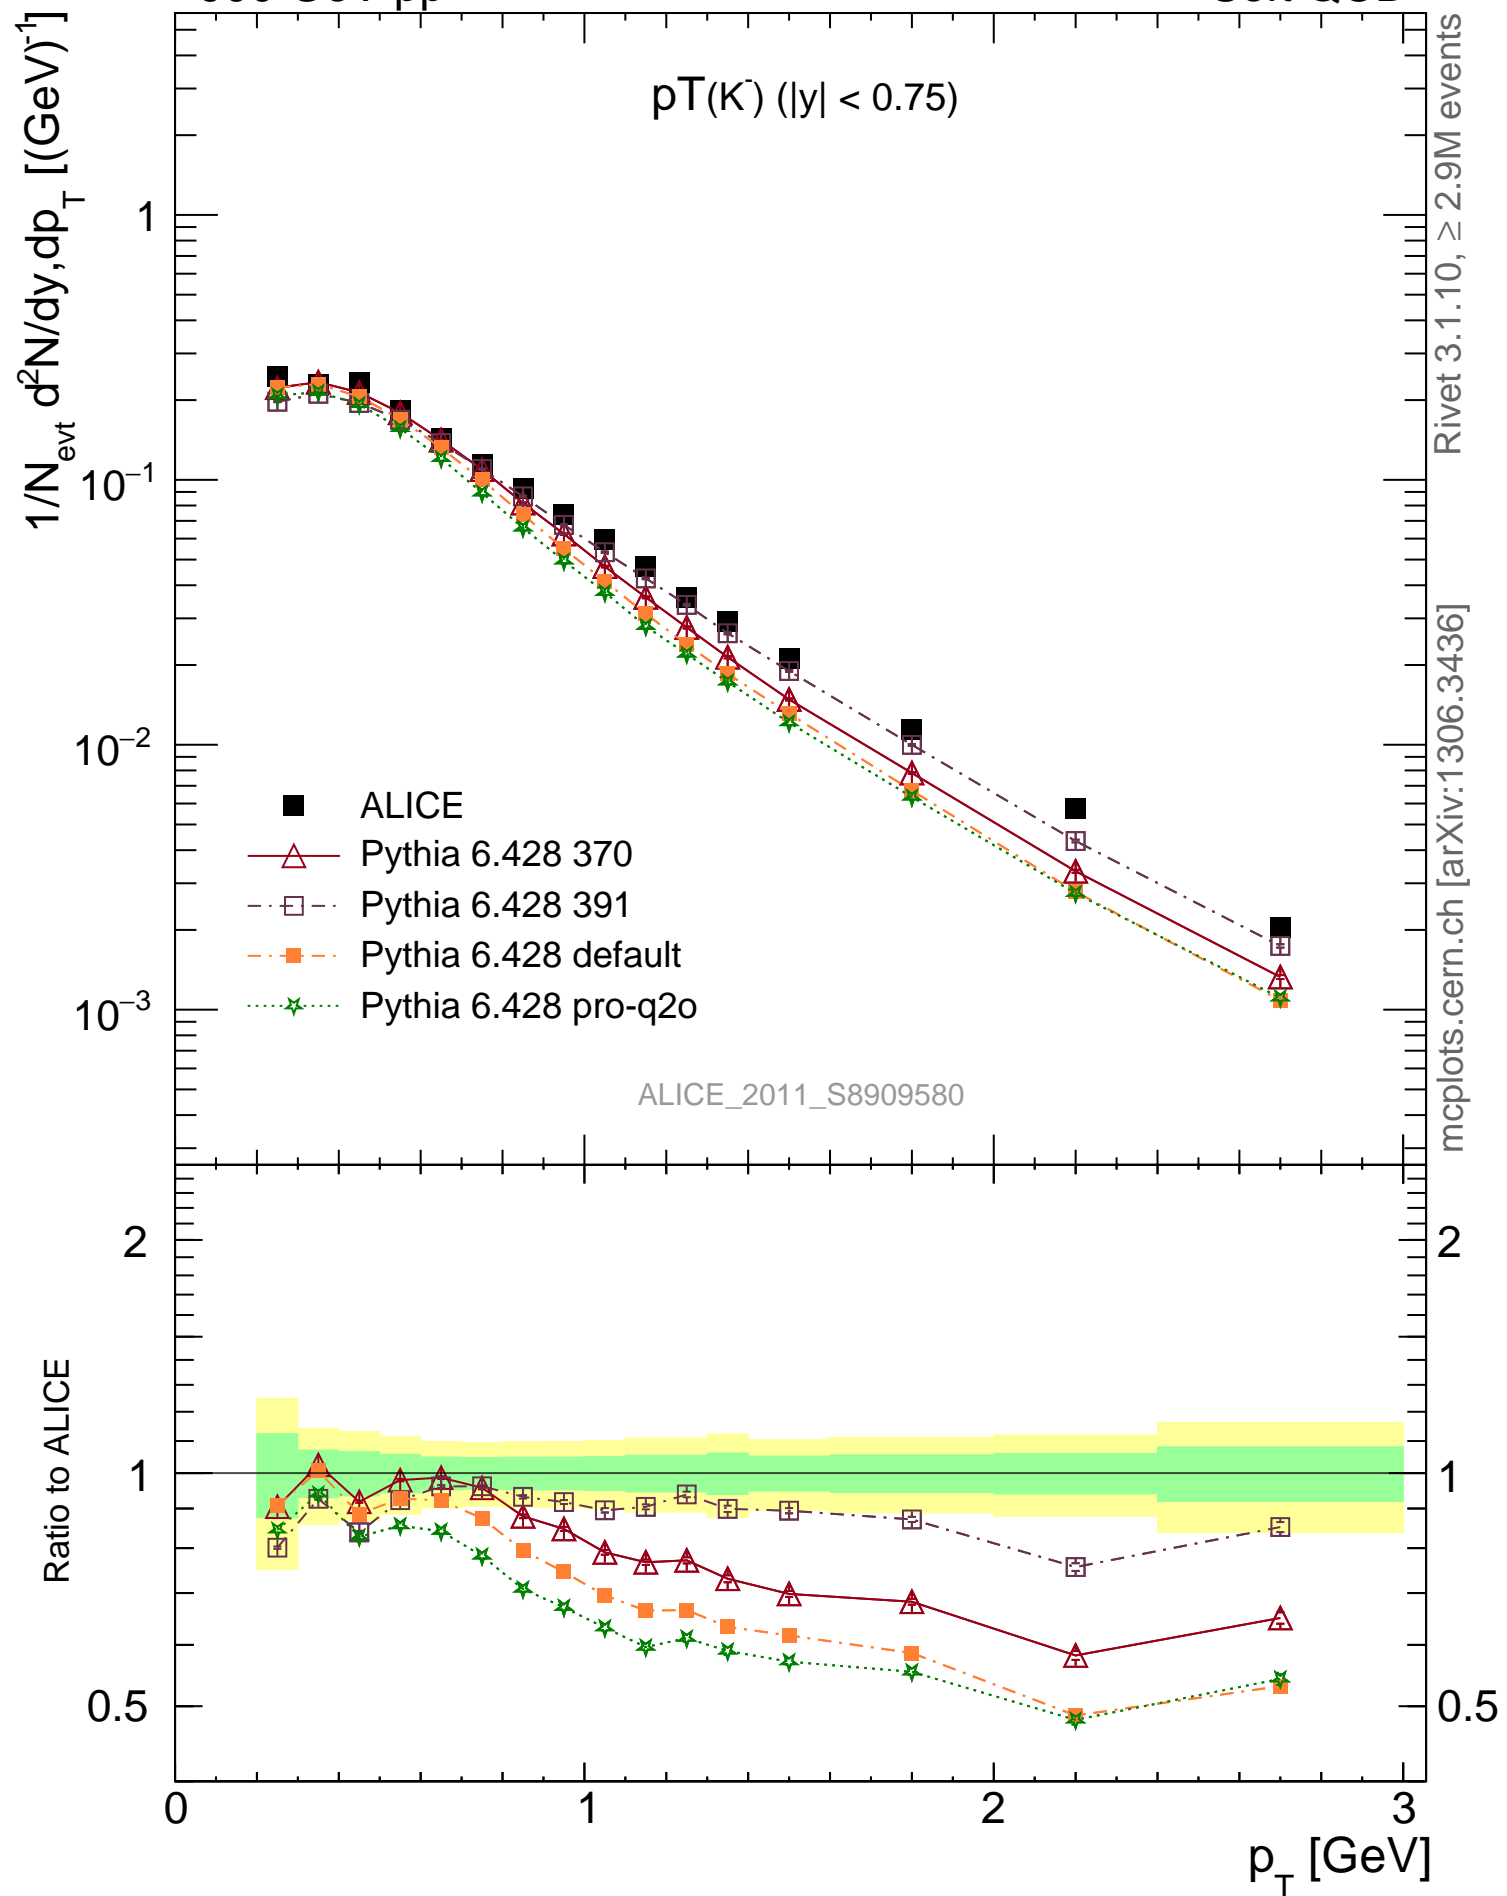 pT(K⁻) (|y| < 0.75)
1/N_evt d²N/dy,dp_T [(GeV)⁻¹]
1
10⁻¹
10⁻²
10⁻³
ALICE
Pythia 6.428 370
Pythia 6.428 391
Pythia 6.428 default
Pythia 6.428 pro-q2o
ALICE_2011_S8909580
Rivet 3.1.10, ≥ 2.9M events
mcplots.cern.ch [arXiv:1306.3436]
Ratio to ALICE
2
1
0.5
2
1
0.5
0 1 2 3
p_T [GeV]